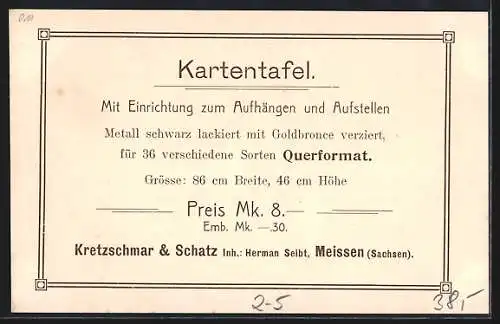 Kartentafel.
Mit Einrichtung zum Aufhängen und Aufstellen
Metall schwarz lackiert mit Goldbronce verziert,
für 36 verschiedene Sorten Querformat.
Grösse: 86 cm Breite, 46 cm Höhe
Preis Mk. 8.—
Emb. Mk. —.30.
Kretzschmar & Schatz Inh.: Herman Seibt, Meissen (Sachsen).
2-5 38,-